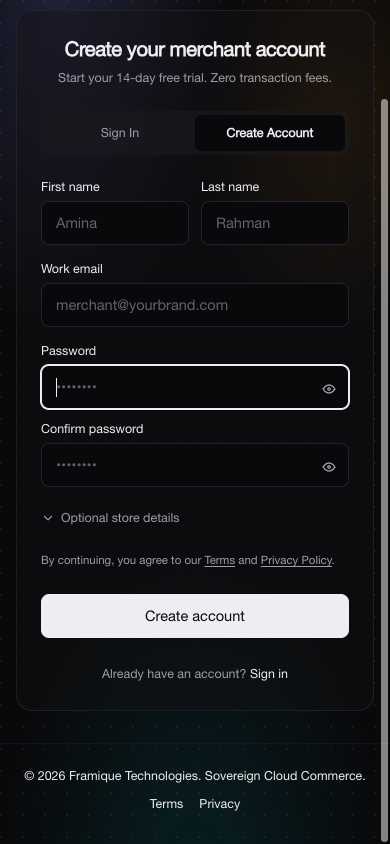 Create your merchant account
Start your 14-day free trial. Zero transaction fees.
Sign In Create Account
First name Last name
Amina Rahman
Work email
merchant@yourbrand.com
Password
••••••••
Confirm password
••••••••
Optional store details
By continuing, you agree to our Terms and Privacy Policy.
Create account
Already have an account? Sign in
© 2026 Framique Technologies. Sovereign Cloud Commerce.
Terms Privacy